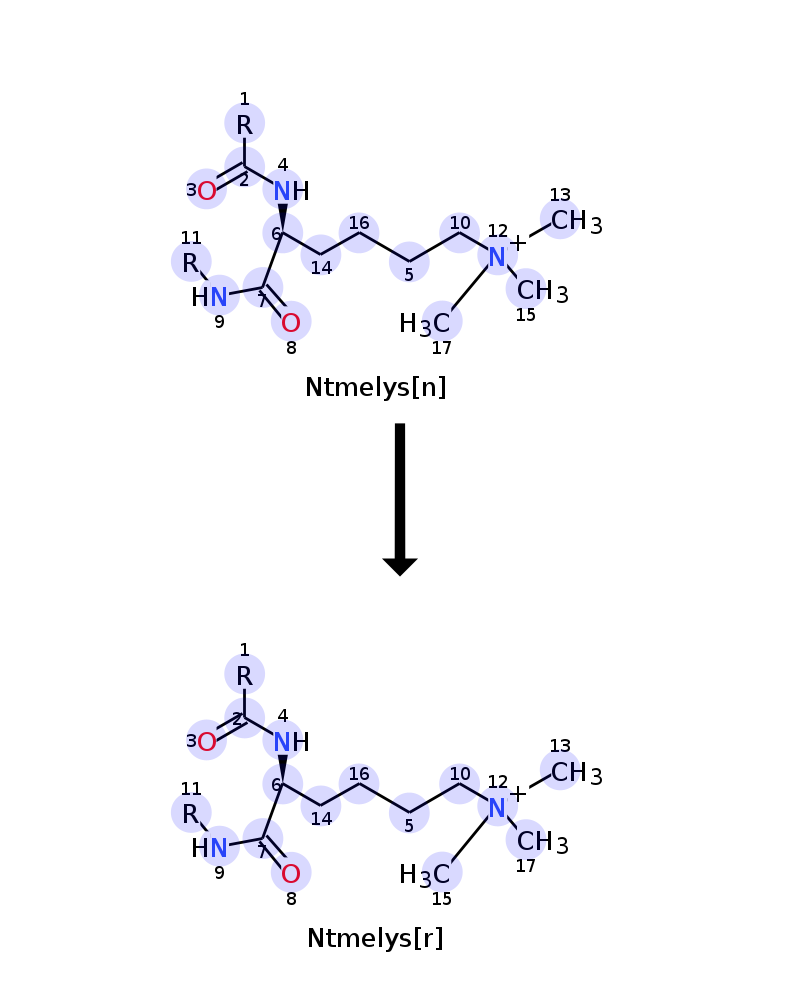 1
R
4
3 O 2 NH
13
11 6 16 10 12 CH3
R 14 5 N+
HN 7 CH3
9 O H3C 15
8 17
Ntmelys[n]
1
R
2 4
3 O NH
13
11 6 16 10 12 CH3
R 14 5 N+
HN 7 CH3
9 O H3C 17
8 15
Ntmelys[r]